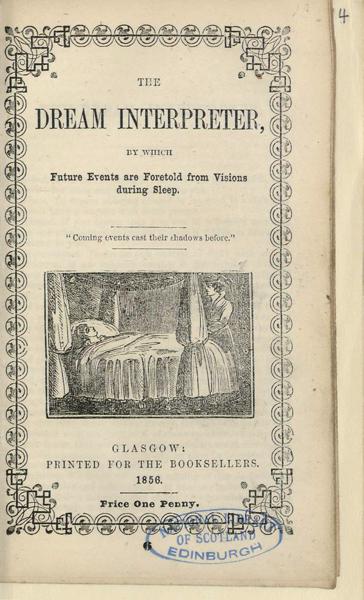 4
THE
DREAM INTERPRETER,
BY WHICH
Future Events are Foretold from Visions
during Sleep.
"Coming events cast their shadows before."
GLASGOW:
PRINTED FOR THE BOOKSELLERS.
1856.
Price One Penny.
6
OF SCOTLAND
EDINBURGH